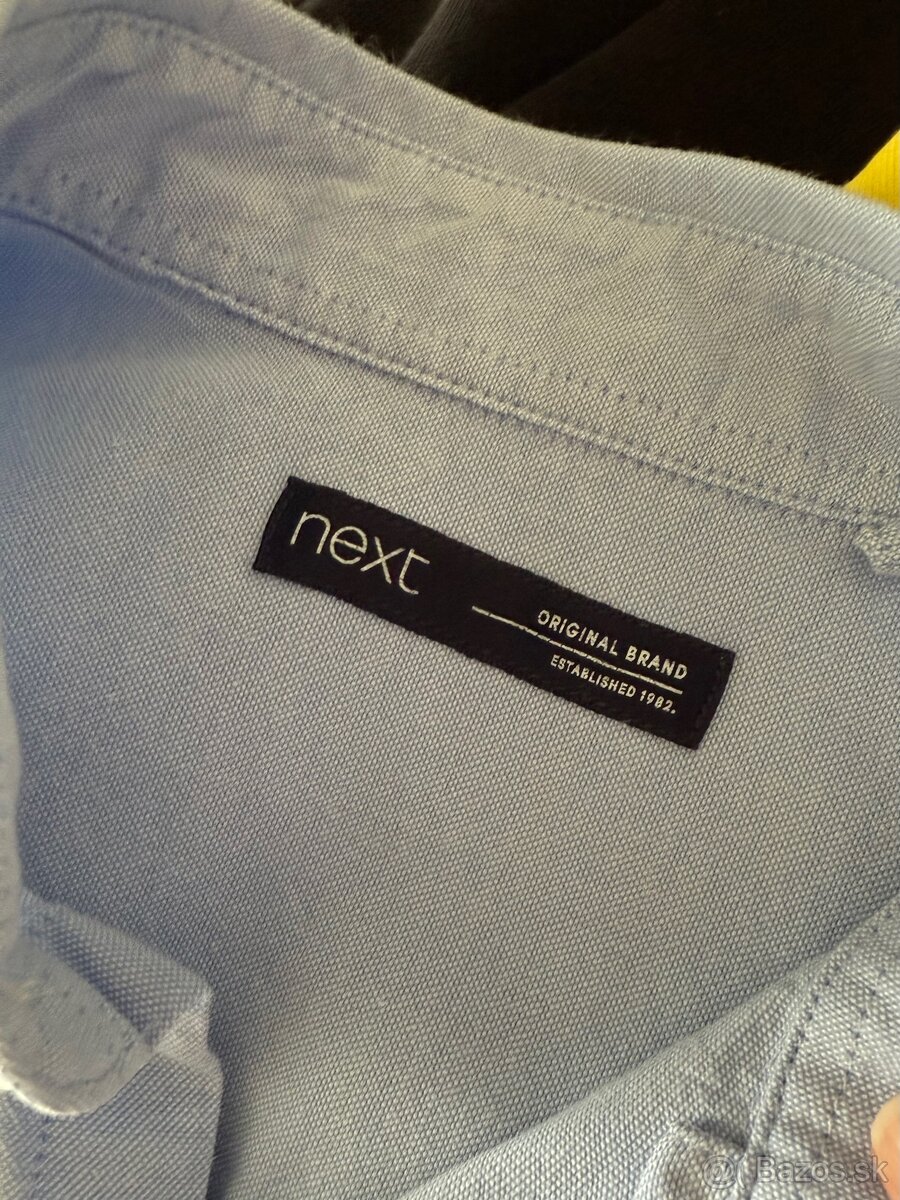 next
ORIGINAL BRAND
ESTABLISHED 1982.
@ Bazos.sk